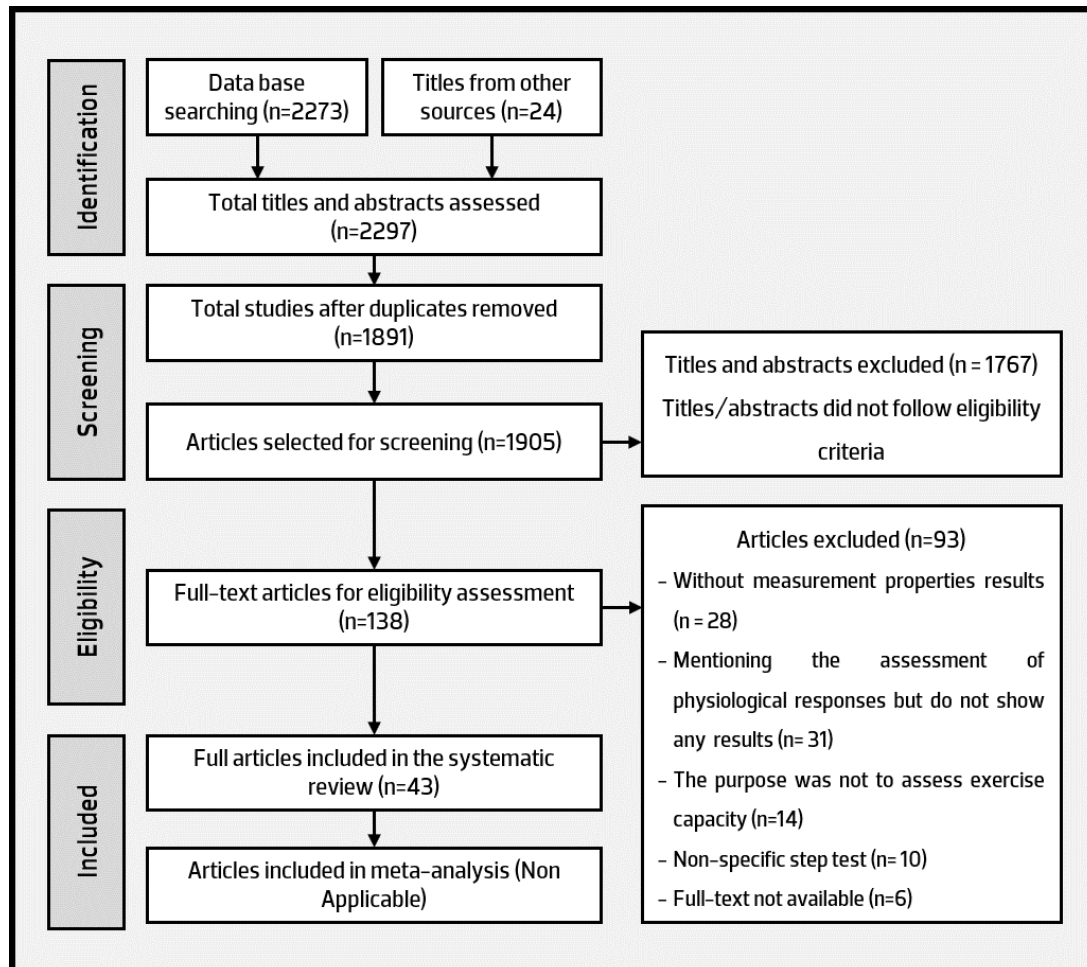 Identification
Data base
searching (n=2273)
Titles from other
sources (n=24)
Total titles and abstracts assessed
(n=2297)
Screening
Total studies after duplicates removed
(n=1891)
Articles selected for screening (n=1905)
Titles and abstracts excluded (n = 1767)
Titles/abstracts did not follow eligibility
criteria
Eligibility
Full-text articles for eligibility assessment
(n=138)
Articles excluded (n=93)
- Without measurement properties results
(n = 28)
- Mentioning the assessment of
physiological responses but do not show
any results (n= 31)
- The purpose was not to assess exercise
capacity (n=14)
- Non-specific step test (n= 10)
- Full-text not available (n=6)
Included
Full articles included in the systematic
review (n=43)
Articles included in meta-analysis (Non
Applicable)